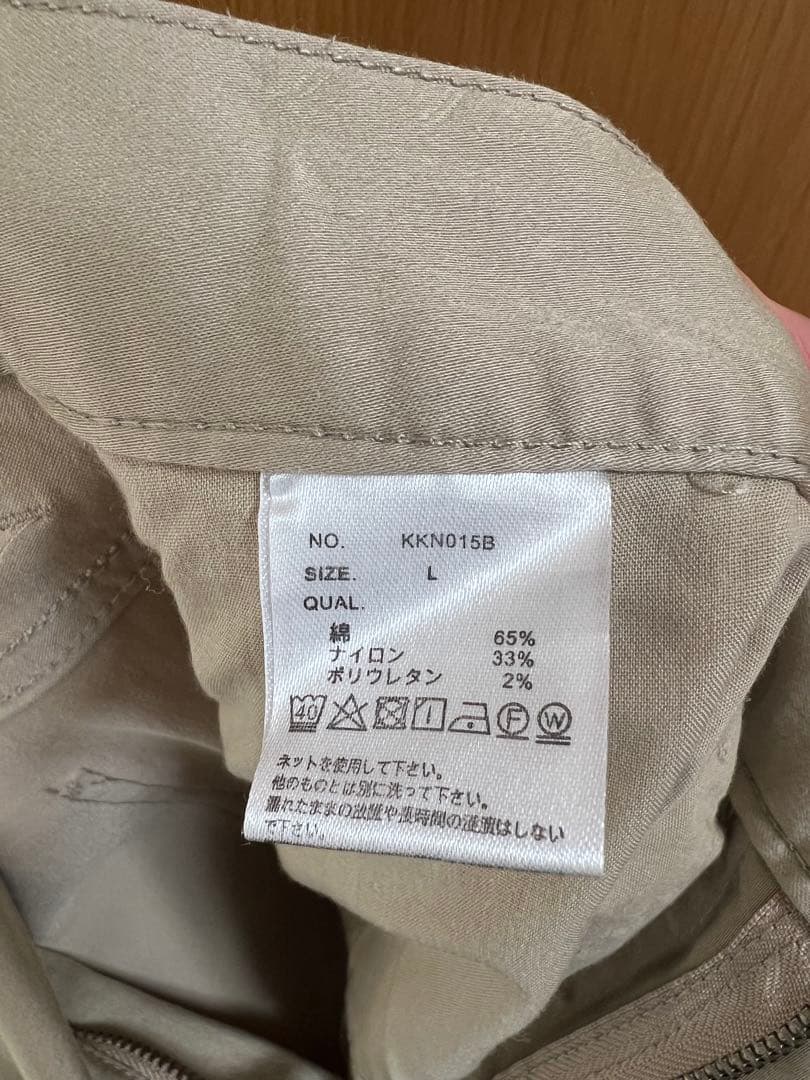 NO. KKN015B
SIZE. L
QUAL.
綿 65%
ナイロン 33%
ポリウレタン 2%
40 F W
ネットを使用して下さい。
他のものとは別に洗って下さい。
濡れたままの放置や長時間の浸漬はしない
で下さい。